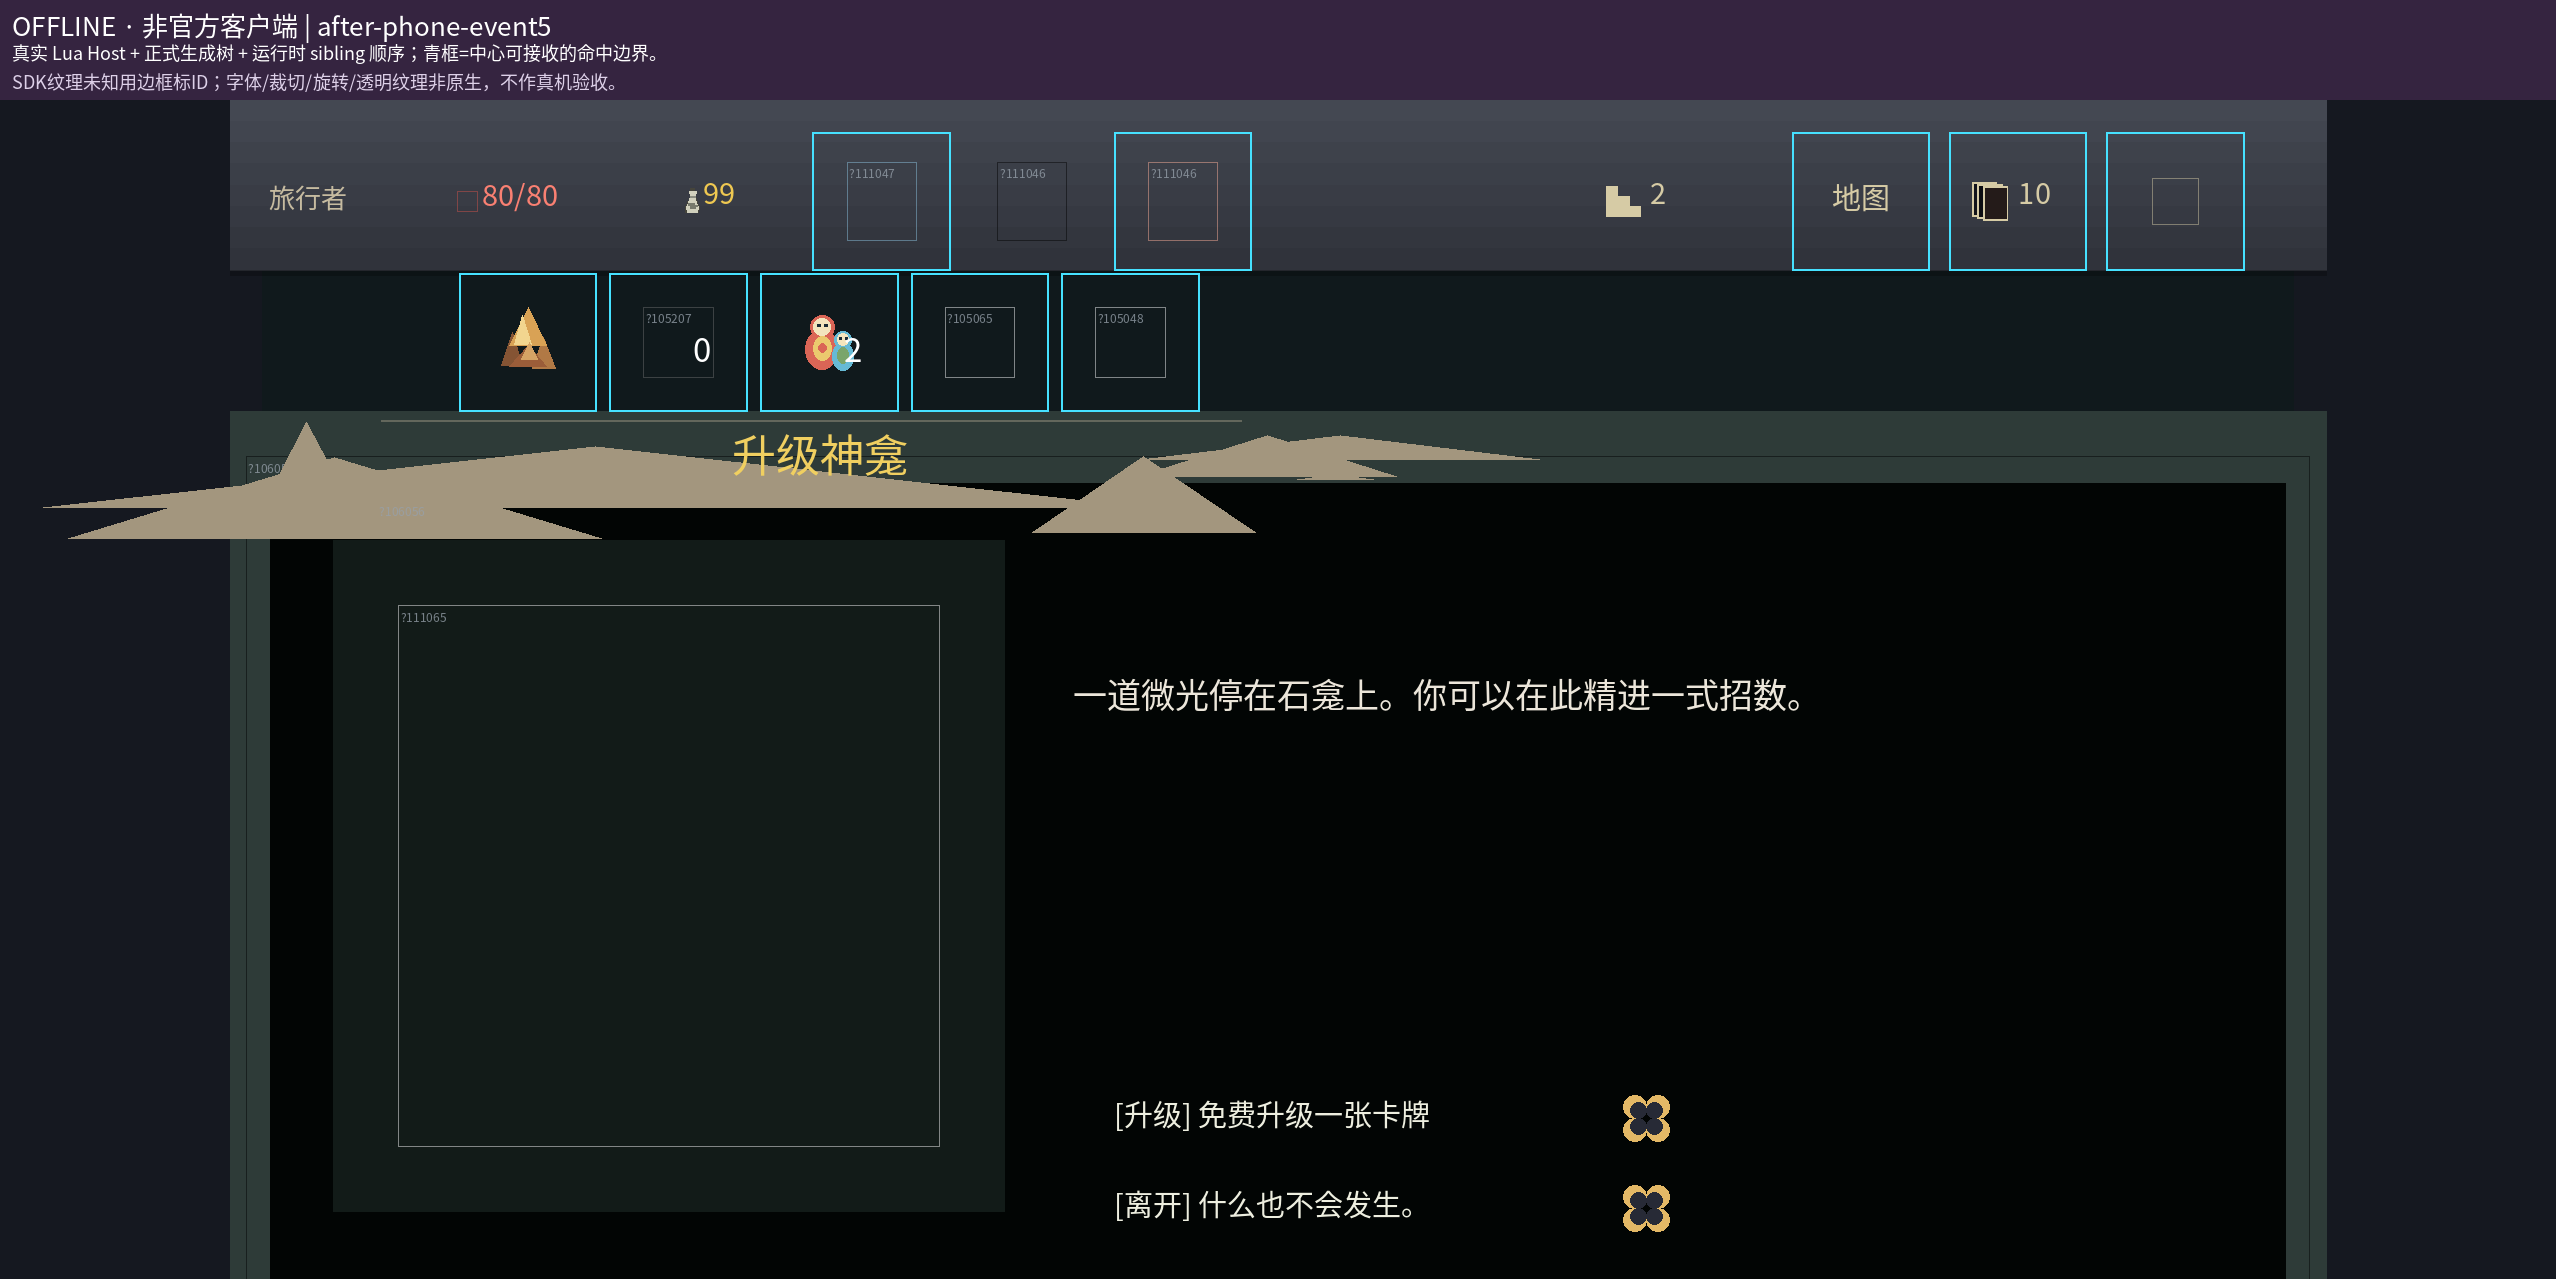 OFFLINE · 非官方客户端 | after-phone-event5
真实 Lua Host + 正式生成树 + 运行时 sibling 顺序；青框=中心可接收的命中边界。
SDK纹理未知用边框标ID；字体/裁切/旋转/透明纹理非原生，不作真机验收。
旅行者 80/80 99 ?111047 ?111046 ?111046 2 地图 10
?105207 0 2 ?105065 ?105048
升级神龛
?111065
一道微光停在石龛上。你可以在此精进一式招数。
[升级] 免费升级一张卡牌
[离开] 什么也不会发生。